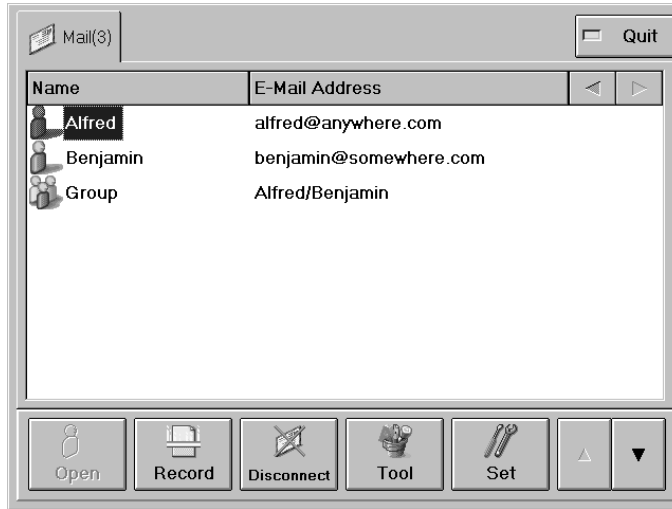 Mail(3) Quit
Name E-Mail Address
Alfred alfred@anywhere.com
Benjamin benjamin@somewhere.com
Group Alfred/Benjamin
Open Record Disconnect Tool Set